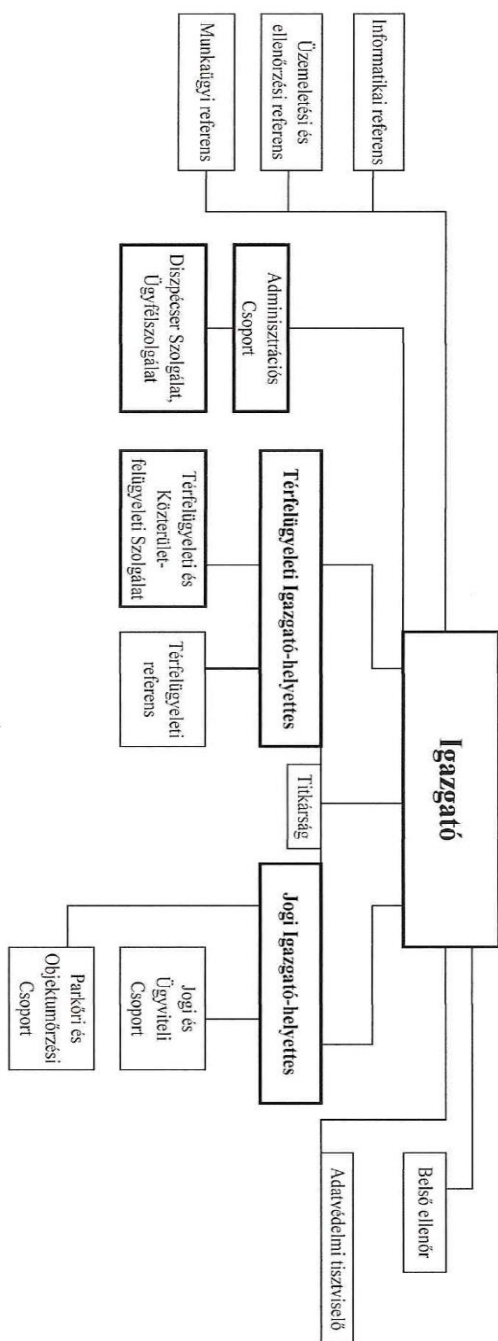 Igazgató
Belső ellenőr
Adatvédelmi tisztviselő
Informatikai referens
Üzemeletési és
ellenőrzési referens
Munkaügyi referens
Adminisztrációs
Csoport
Diszpécser Szolgálat,
Ügyfélszolgálat
Térfelügyeleti Igazgató-helyettes
Térfelügyeleti és
Közterület-
felügyeleti Szolgálat
Térfelügyeleti
referens
Titkárság
Jogi Igazgató-helyettes
Jogi és
Ügyviteli
Csoport
Parkőri és
Objektumőrzési
Csoport